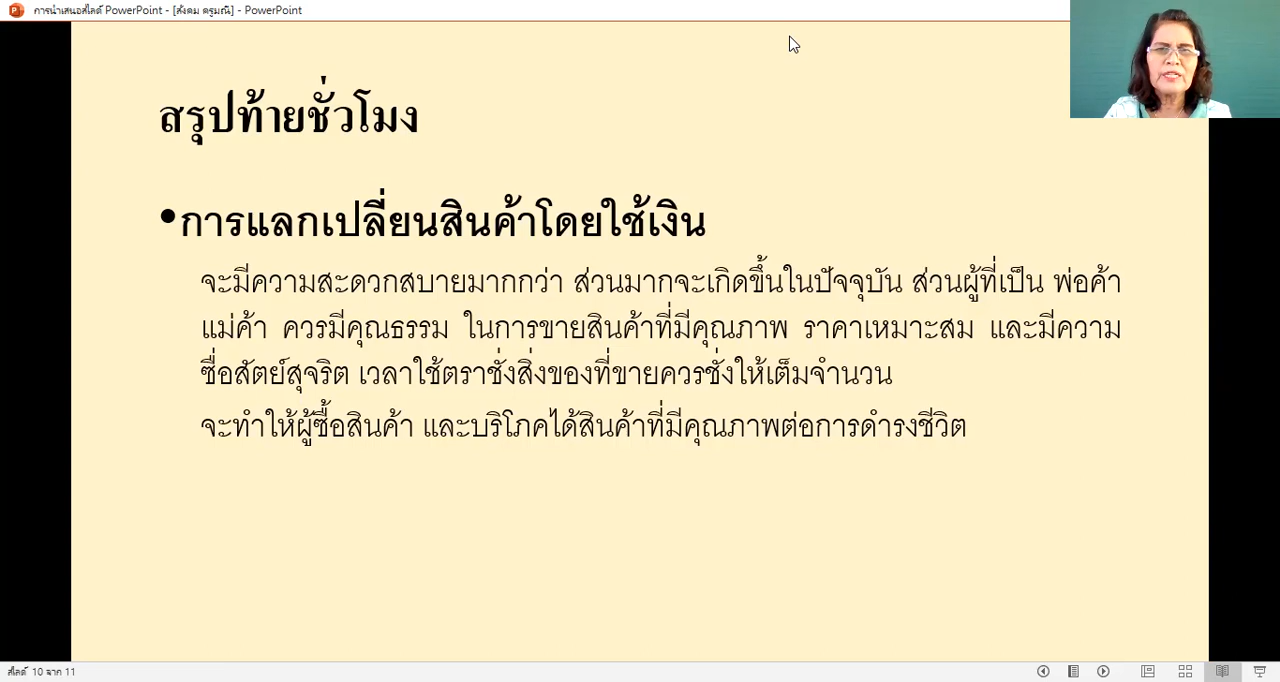 การนำเสนอสไลด์ PowerPoint - [สังคม ครูมณี] - PowerPoint
สรุปท้ายชั่วโมง
•การแลกเปลี่ยนสินค้าโดยใช้เงิน
จะมีความสะดวกสบายมากกว่า ส่วนมากจะเกิดขึ้นในปัจจุบัน ส่วนผู้ที่เป็น พ่อค้า
แม่ค้า ควรมีคุณธรรม ในการขายสินค้าที่มีคุณภาพ ราคาเหมาะสม และมีความ
ซื่อสัตย์สุจริต เวลาใช้ตราชั่งสิ่งของที่ขายควรชั่งให้เต็มจำนวน
จะทำให้ผู้ซื้อสินค้า และบริโภคได้สินค้าที่มีคุณภาพต่อการดำรงชีวิต
สไลด์ 10 จาก 11